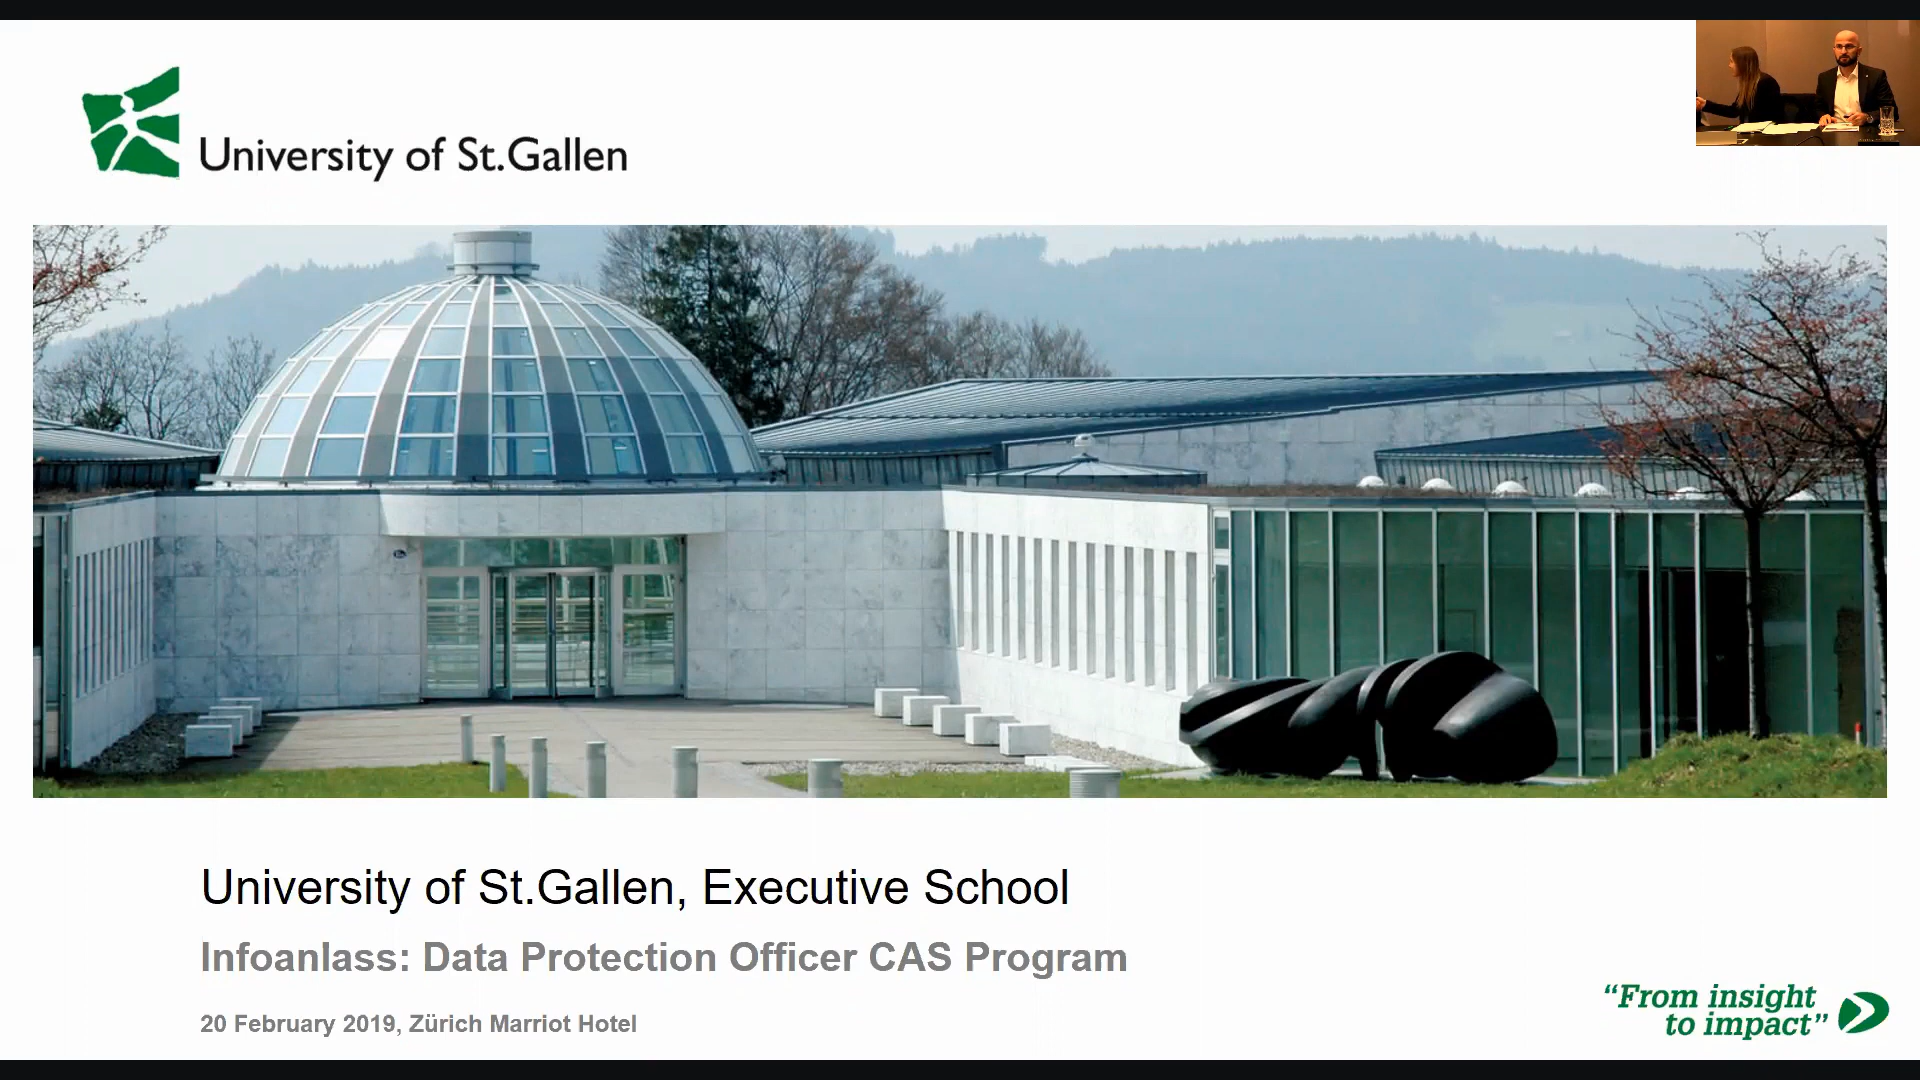 University of St.Gallen
University of St.Gallen, Executive School
Infoanlass: Data Protection Officer CAS Program
20 February 2019, Zürich Marriot Hotel
“From insight
to impact”